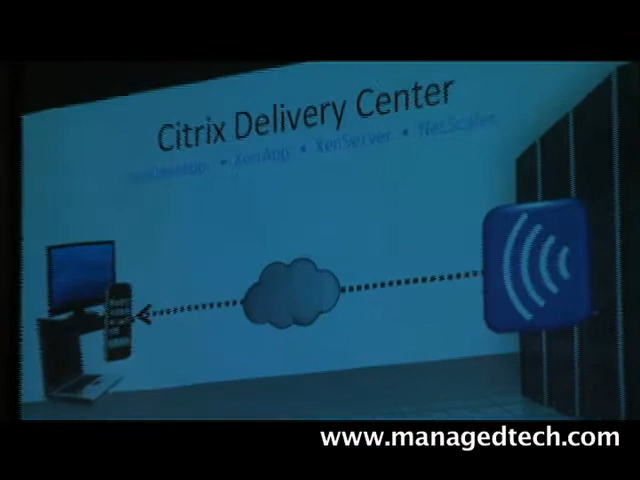 Citrix Delivery Center
XenApp • XenServer • NetScaler
www.managedtech.com